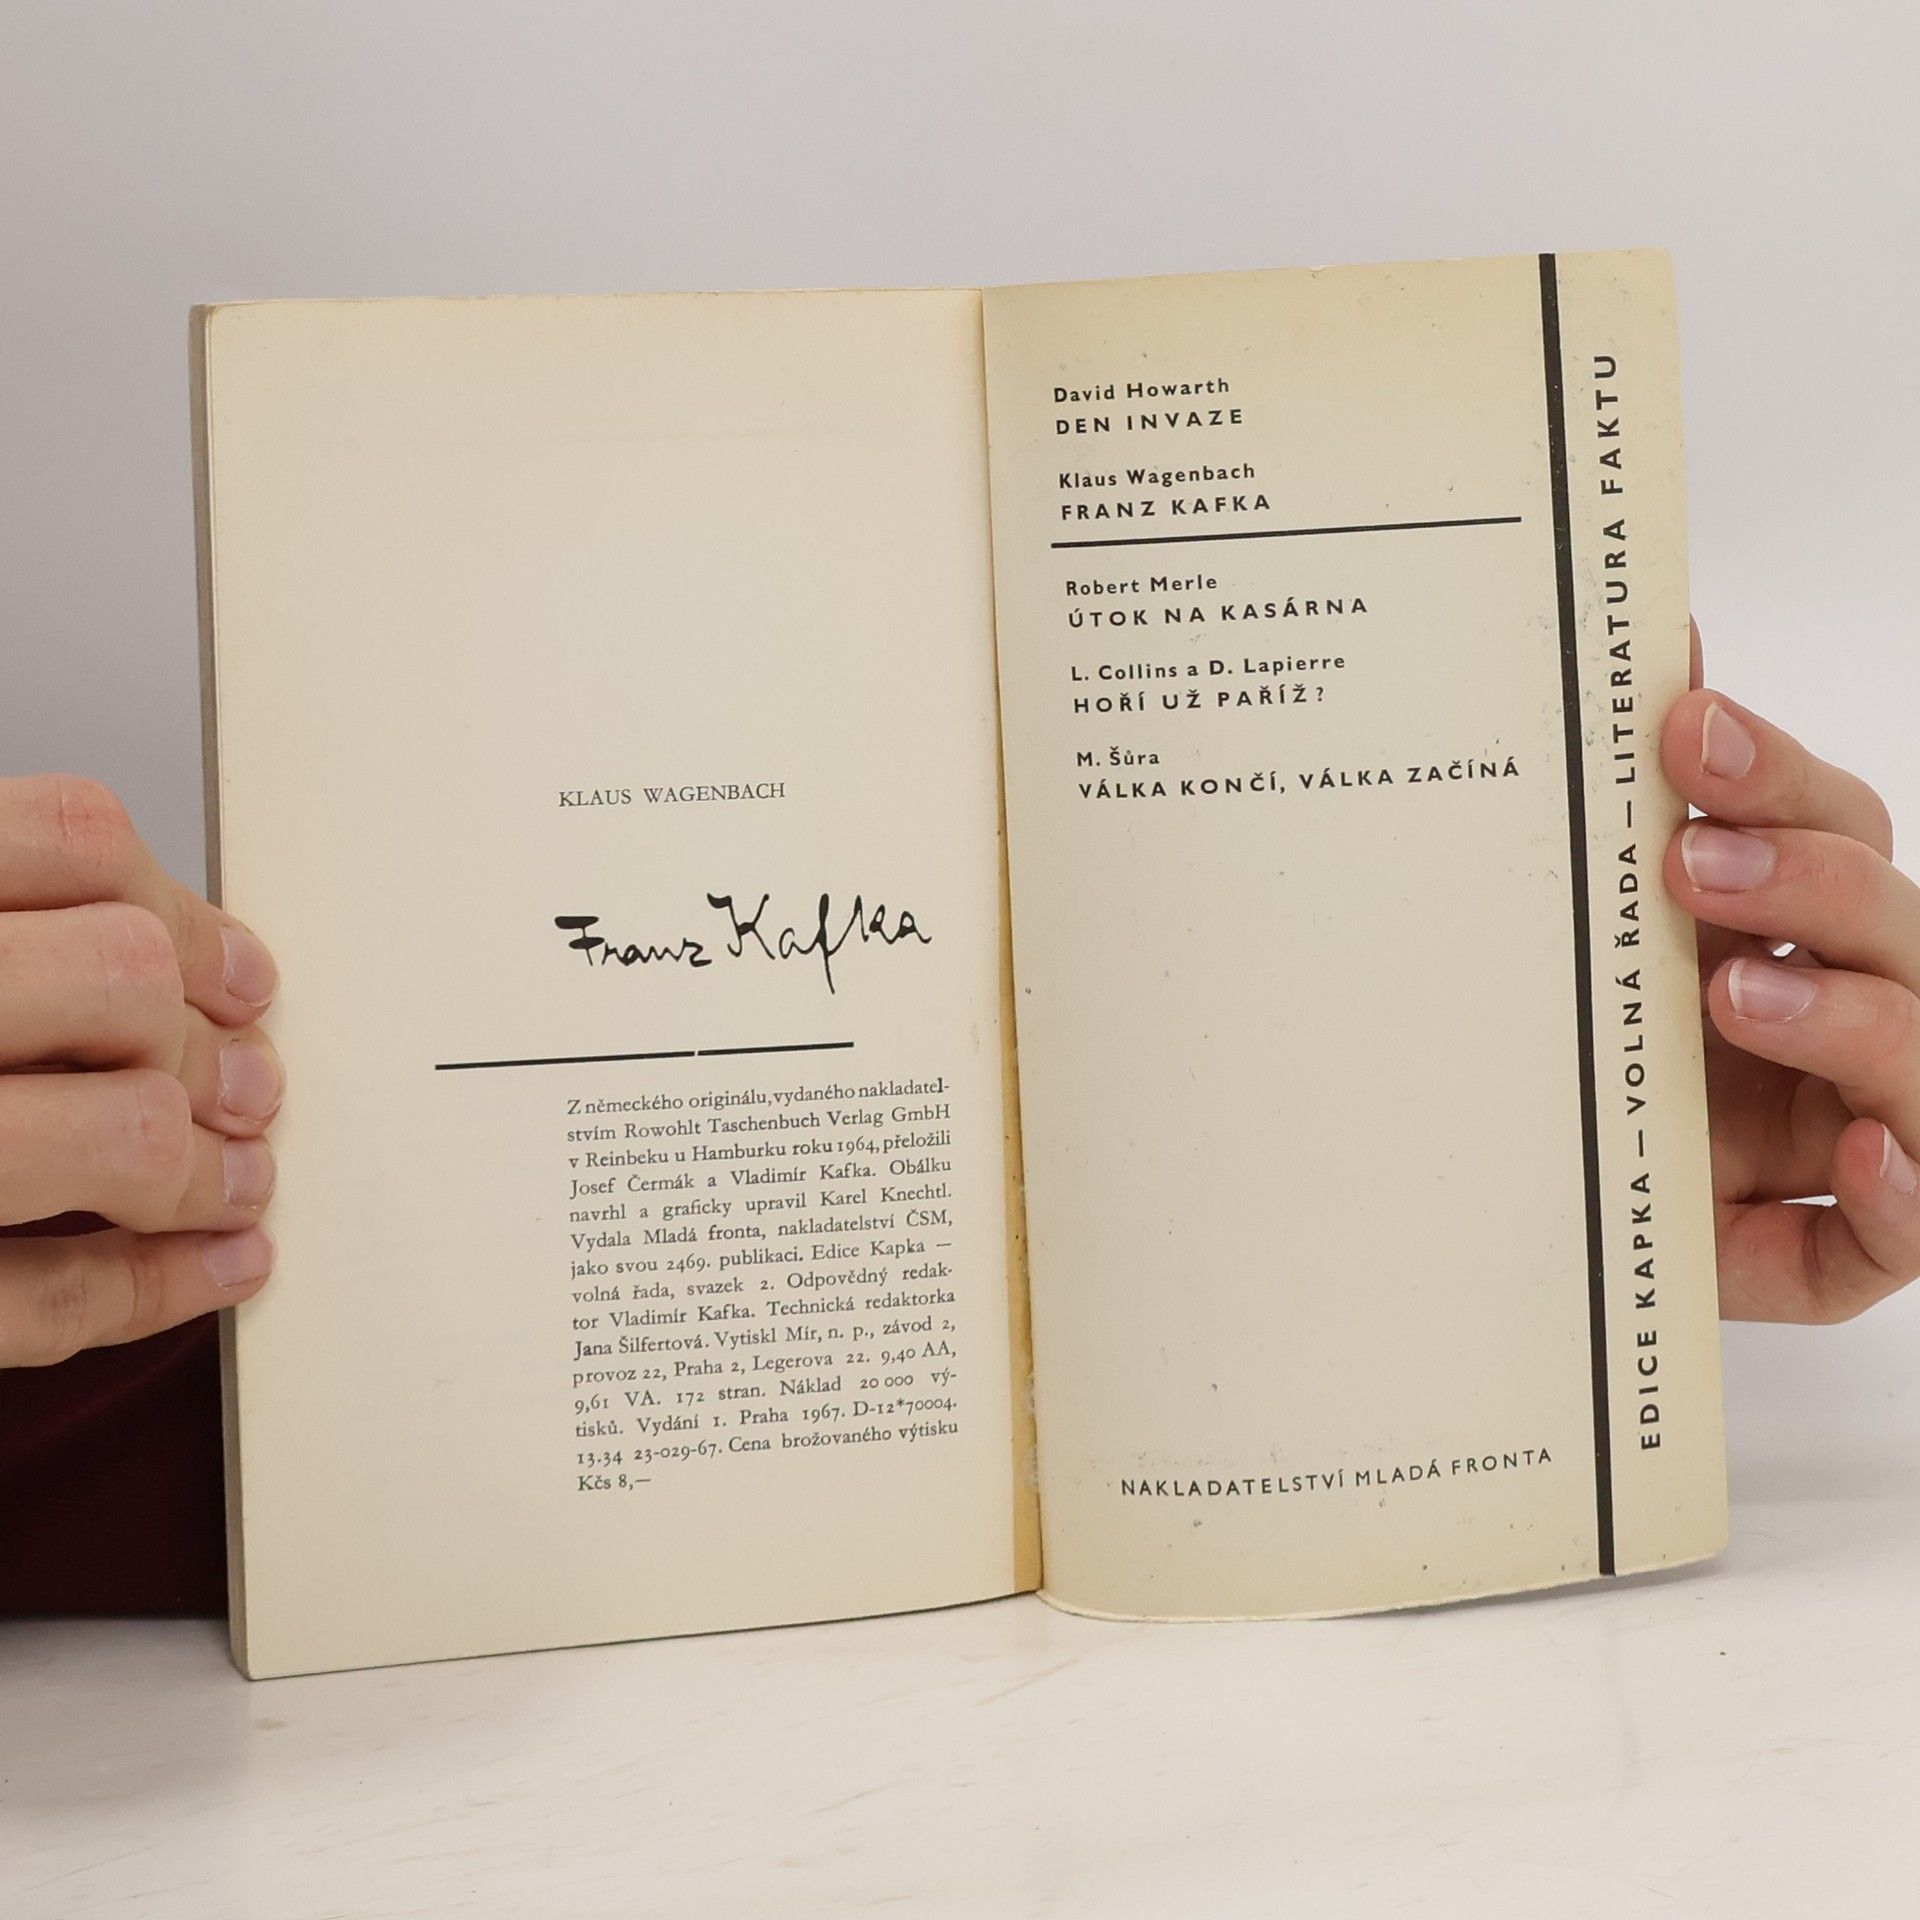 KLAUS WAGENBACH
Franz Kafka
Z německého originálu, vydaného nakladatel-
stvím Rowohlt Taschenbuch Verlag GmbH
v Reinbeku u Hamburku roku 1964, přeložili
Josef Čermák a Vladimír Kafka. Obálku
navrhl a graficky upravil Karel Knechtl.
Vydala Mladá fronta, nakladatelství ČSM,
jako svou 2469. publikaci. Edice Kapka —
volná řada, svazek 2. Odpovědný redak-
tor Vladimír Kafka. Technická redaktorka
Jana Šilfertová. Vytiskl Mír, n. p., závod 2,
provoz 22, Praha 2, Legerova 22. 9,40 AA,
9,61 VA. 172 stran. Náklad 20 000 vý-
tisků. Vydání 1. Praha 1967. D-12*70004.
13.34 23-029-67. Cena brožovaného výtisku
Kčs 8,—
David Howarth
DEN INVAZE
Klaus Wagenbach
FRANZ KAFKA
Robert Merle
ÚTOK NA KASÁRNA
L. Collins a D. Lapierre
HOŘÍ UŽ PAŘÍŽ?
M. Šůra
VÁLKA KONČÍ, VÁLKA ZAČÍNÁ
NAKLADATELSTVÍ MLADÁ FRONTA
EDICE KAPKA — VOLNÁ ŘADA — LITERATURA FAKTU